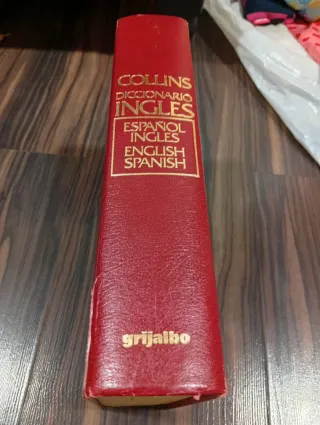 COLLINS
DICCIONARIO
INGLES
ESPAÑOL
INGLES
ENGLISH
SPANISH
grijalbo